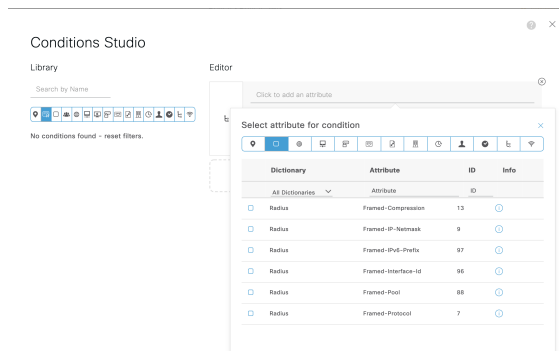 Conditions Studio
Library
Editor
Search by Name
Click to add an attribute
No conditions found - reset filters.
Select attribute for condition
Dictionary Attribute ID Info
All Dictionaries Attribute ID
Radius Framed-Compression 13
Radius Framed-IP-Netmask 9
Radius Framed-IPv6-Prefix 97
Radius Framed-Interface-Id 96
Radius Framed-Pool 88
Radius Framed-Protocol 7